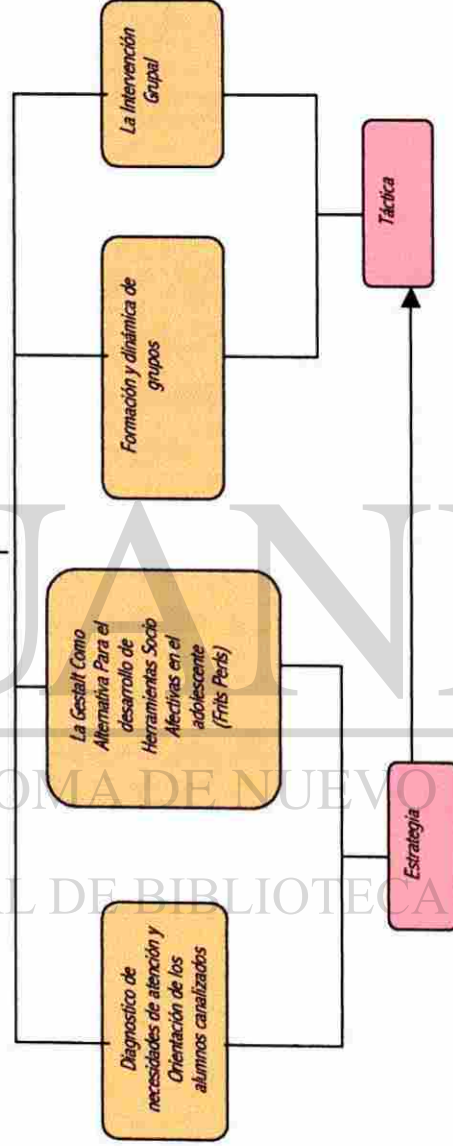 Diagnostico de
necesidades de atención y
Orientación de los
alumnos canalizados
La Gestalt Como
Alternativa Para el
desarrollo de
Herramientas Socio
Afectivas en el
adolescente
(Frits Perls)
Formación y dinámica de
grupos
La Intervención
Grupal
Estrategia
Táctica
UANL
OMA DE NUEVO
AL DE BIBLIOTECA